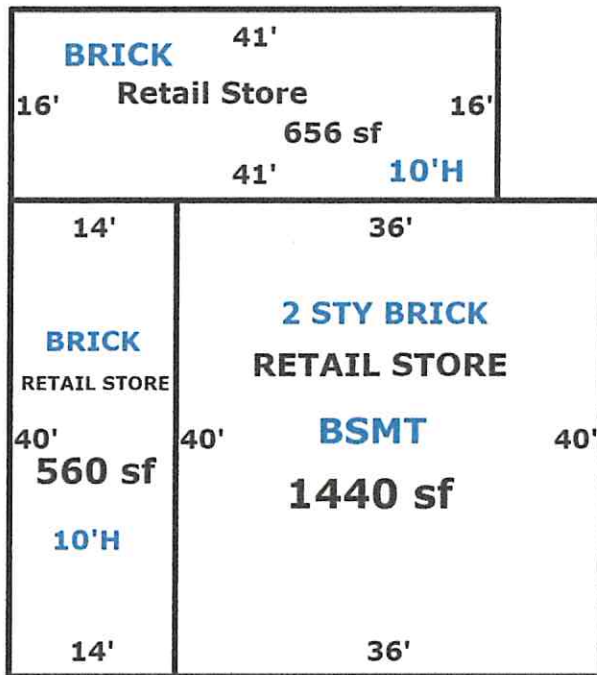 41'
BRICK
Retail Store
16'
16'
656 sf
41'
10'H
14'
36'
2 STY BRICK
BRICK
RETAIL STORE
RETAIL STORE
40'
40'
BSMT
40'
560 sf
1440 sf
10'H
14'
36'